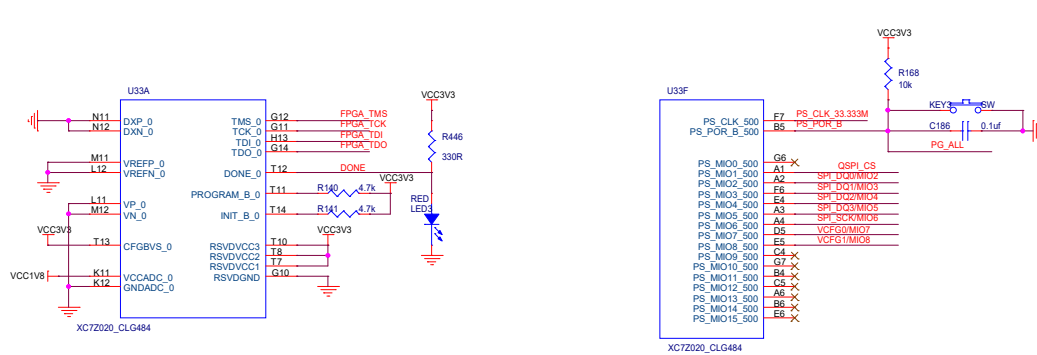 U33A
N11 DXP_0
N12 DXN_0
M11 VREFP_0
L12 VREFN_0
L11 VP_0
M12 VN_0
VCC3V3
T13 CFGBVS_0
VCC1V8
K11 VCCADC_0
K12 GNDADC_0
TMS_0 G12 FPGA_TMS
TCK_0 G11 FPGA_TCK
TDI_0 H13 FPGA_TDI
TDO_0 G14 FPGA_TDO
DONE_0 T12 DONE
PROGRAM_B_0 T11 R140 4.7k
INIT_B_0 T14 R141 4.7k
VCC3V3
RSVDVCC3 T10
RSVDVCC2 T8
RSVDVCC1 T7
RSVDGND G10
VCC3V3
VCC3V3
R446
330R
RED
LED3
XC7Z020_CLG484
U33F
VCC3V3
R168
10k
KEY3 SW
C186 0.1uf
PG_ALL
PS_CLK_500 F7 PS_CLK_33.333M
PS_POR_B_500 B5 PS_POR_B
PS_MIO0_500 G6
PS_MIO1_500 A1 QSPI_CS
PS_MIO2_500 A2 SPI_DQ0/MIO2
PS_MIO3_500 F6 SPI_DQ1/MIO3
PS_MIO4_500 E4 SPI_DQ2/MIO4
PS_MIO5_500 A3 SPI_DQ3/MIO5
PS_MIO6_500 A4 SPI_SCK/MIO6
PS_MIO7_500 D5 VCFG0/MIO7
PS_MIO8_500 E5 VCFG1/MIO8
PS_MIO9_500 C4
PS_MIO10_500 G7
PS_MIO11_500 B4
PS_MIO12_500 C5
PS_MIO13_500 A6
PS_MIO14_500 B6
PS_MIO15_500 E6
XC7Z020_CLG484